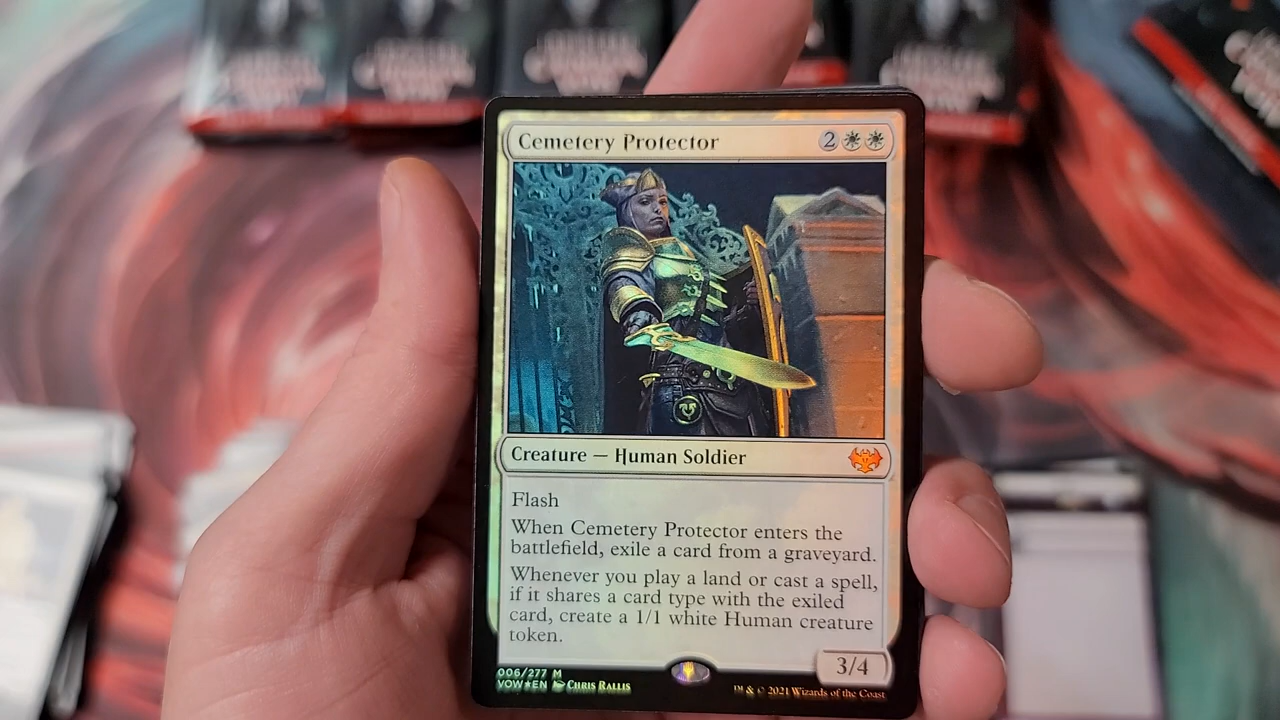 Cemetery Protector 2
Creature — Human Soldier
Flash
When Cemetery Protector enters the
battlefield, exile a card from a graveyard.
Whenever you play a land or cast a spell,
if it shares a card type with the exiled
card, create a 1/1 white Human creature
token.
3/4
006/277 M
VOW★EN Chris Rallis
™ & © 2021 Wizards of the Coast